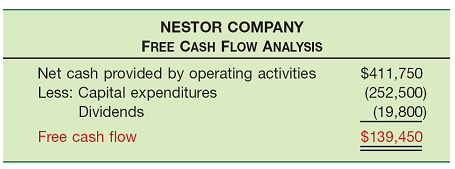 NESTOR COMPANY
FREE CASH FLOW ANALYSIS
Net cash provided by operating activities $411,750
Less: Capital expenditures (252,500)
Dividends (19,800)
Free cash flow $139,450